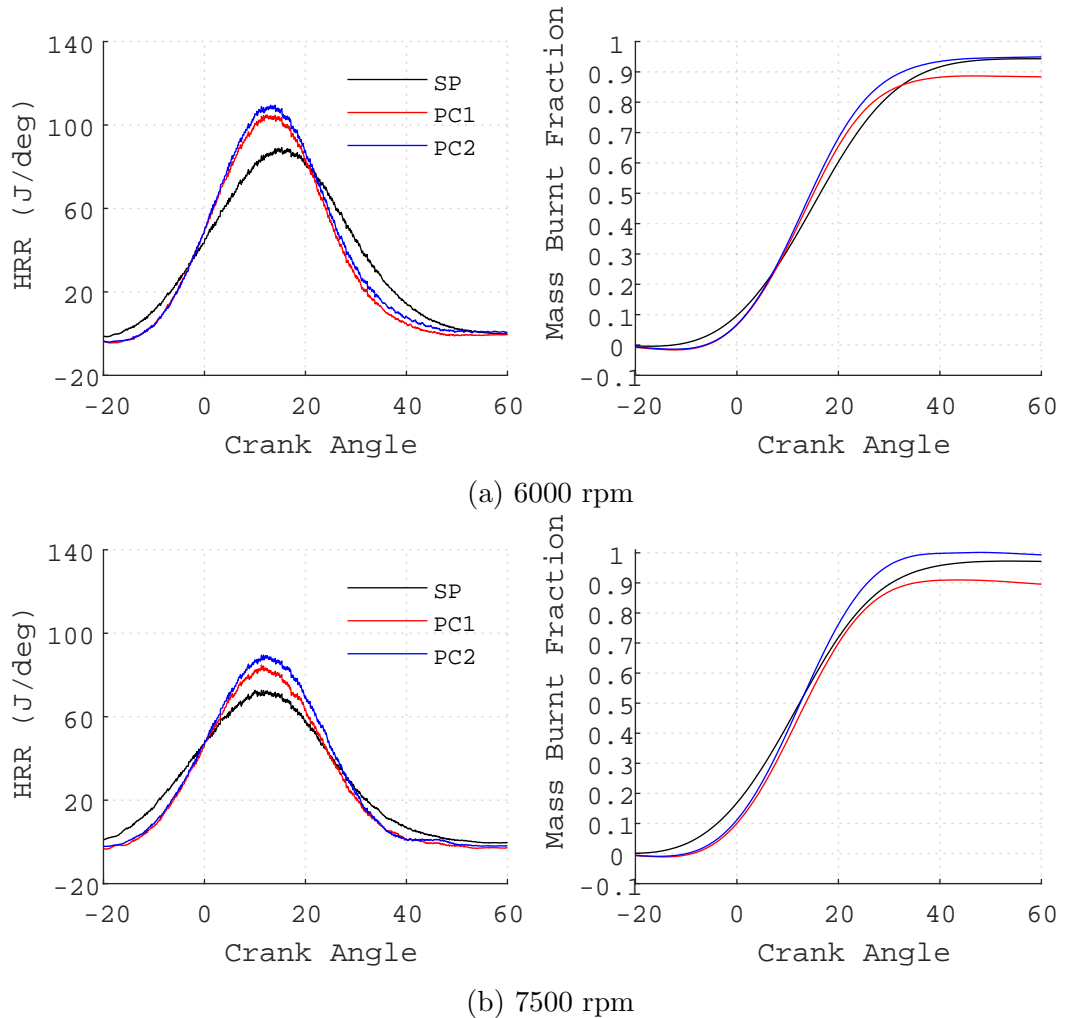 HRR (J/deg)
140
100
60
20
-20
SP
PC1
PC2
-20 0 20 40 60
Crank Angle
Mass Burnt Fraction
1
0.9
0.8
0.7
0.6
0.5
0.4
0.3
0.2
0.1
0
-0.1
-20 0 20 40 60
Crank Angle
(a) 6000 rpm
HRR (J/deg)
140
100
60
20
-20
SP
PC1
PC2
-20 0 20 40 60
Crank Angle
Mass Burnt Fraction
1
0.9
0.8
0.7
0.6
0.5
0.4
0.3
0.2
0.1
0
-0.1
-20 0 20 40 60
Crank Angle
(b) 7500 rpm